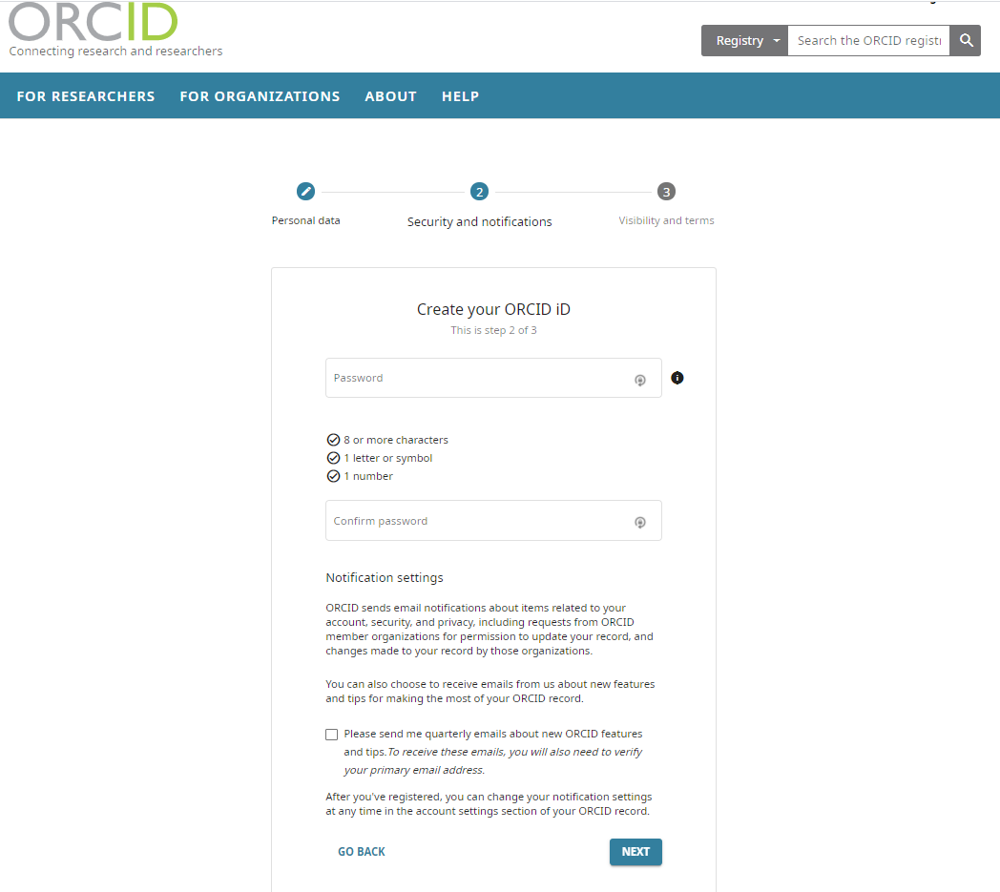 ORCID
Connecting research and researchers
Registry
Search the ORCID registr
FOR RESEARCHERS FOR ORGANIZATIONS ABOUT HELP
2 3
Personal data Security and notifications Visibility and terms
Create your ORCID iD
This is step 2 of 3
Password
i
8 or more characters
1 letter or symbol
1 number
Confirm password
Notification settings
ORCID sends email notifications about items related to your
account, security, and privacy, including requests from ORCID
member organizations for permission to update your record, and
changes made to your record by those organizations.
You can also choose to receive emails from us about new features
and tips for making the most of your ORCID record.
Please send me quarterly emails about new ORCID features
and tips.To receive these emails, you will also need to verify
your primary email address.
After you've registered, you can change your notification settings
at any time in the account settings section of your ORCID record.
GO BACK NEXT